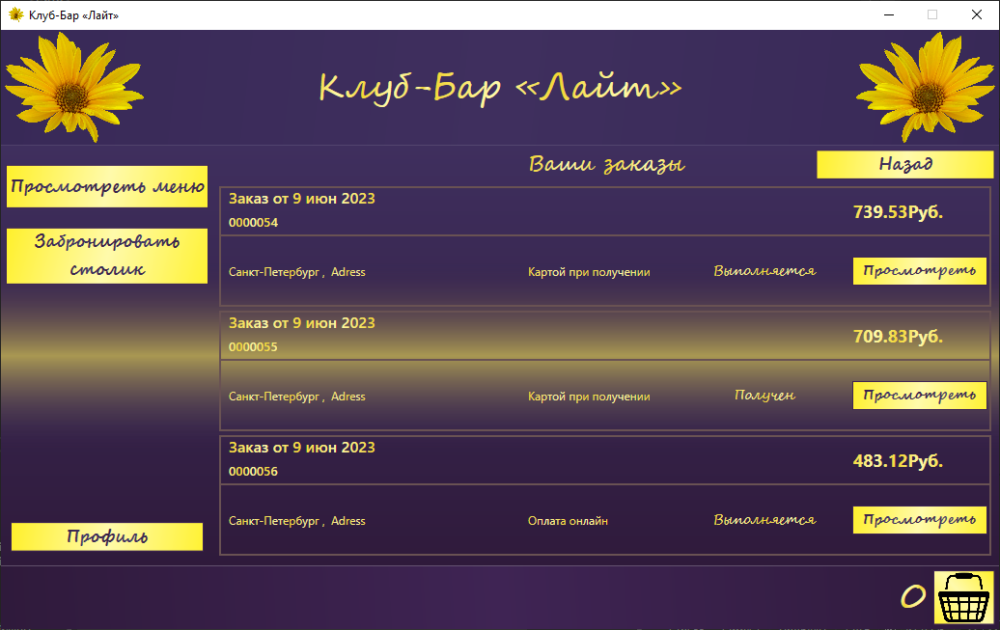 Клуб-Бар «Лайт»
Клуб-Бар «Лайт»
Ваши заказы
Назад
Просмотреть меню
Забронировать
столик
Заказ от 9 июн 2023
0000054
739.53Руб.
Санкт-Петербург , Adress
Картой при получении
Выполняется
Просмотреть
Заказ от 9 июн 2023
0000055
709.83Руб.
Санкт-Петербург , Adress
Картой при получении
Получен
Просмотреть
Заказ от 9 июн 2023
0000056
483.12Руб.
Санкт-Петербург , Adress
Оплата онлайн
Выполняется
Просмотреть
Профиль
0